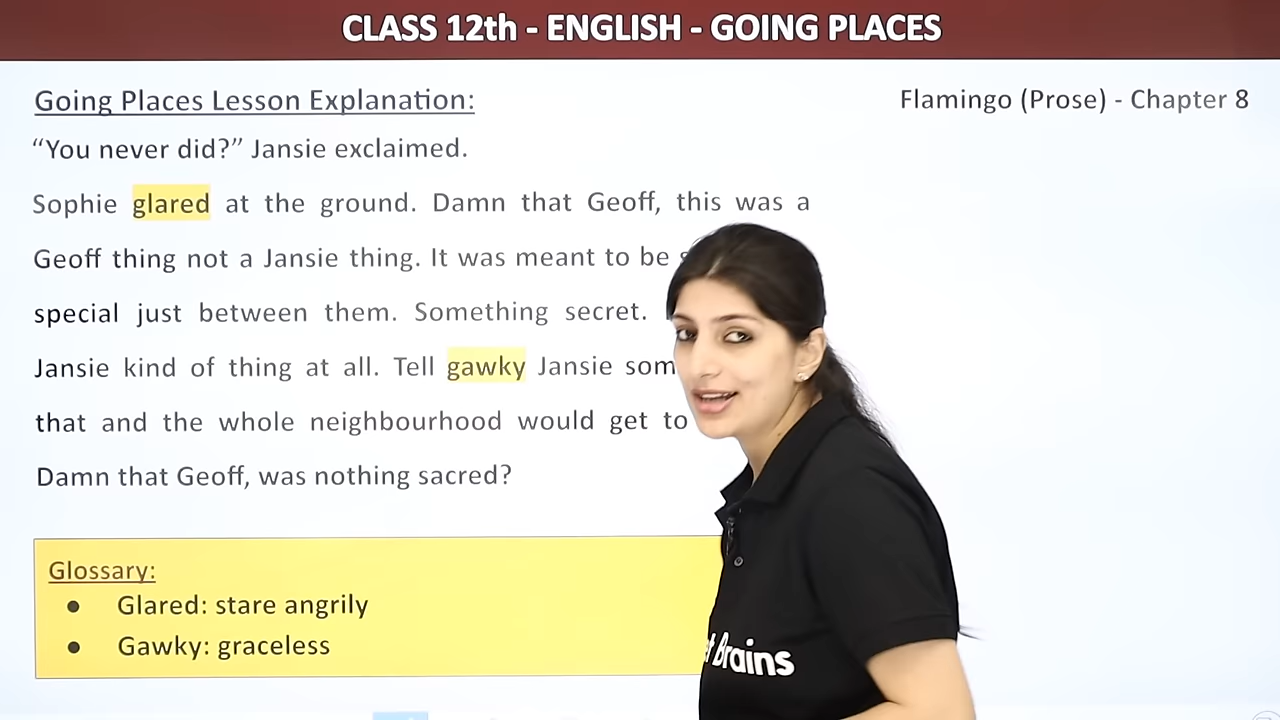 CLASS 12th - ENGLISH - GOING PLACES
Going Places Lesson Explanation:
Flamingo (Prose) - Chapter 8
“You never did?” Jansie exclaimed.
Sophie glared at the ground. Damn that Geoff, this was a
Geoff thing not a Jansie thing. It was meant to be
special just between them. Something secret.
Jansie kind of thing at all. Tell gawky Jansie som
that and the whole neighbourhood would get to
Damn that Geoff, was nothing sacred?
Glossary:
● Glared: stare angrily
● Gawky: graceless
t Brains